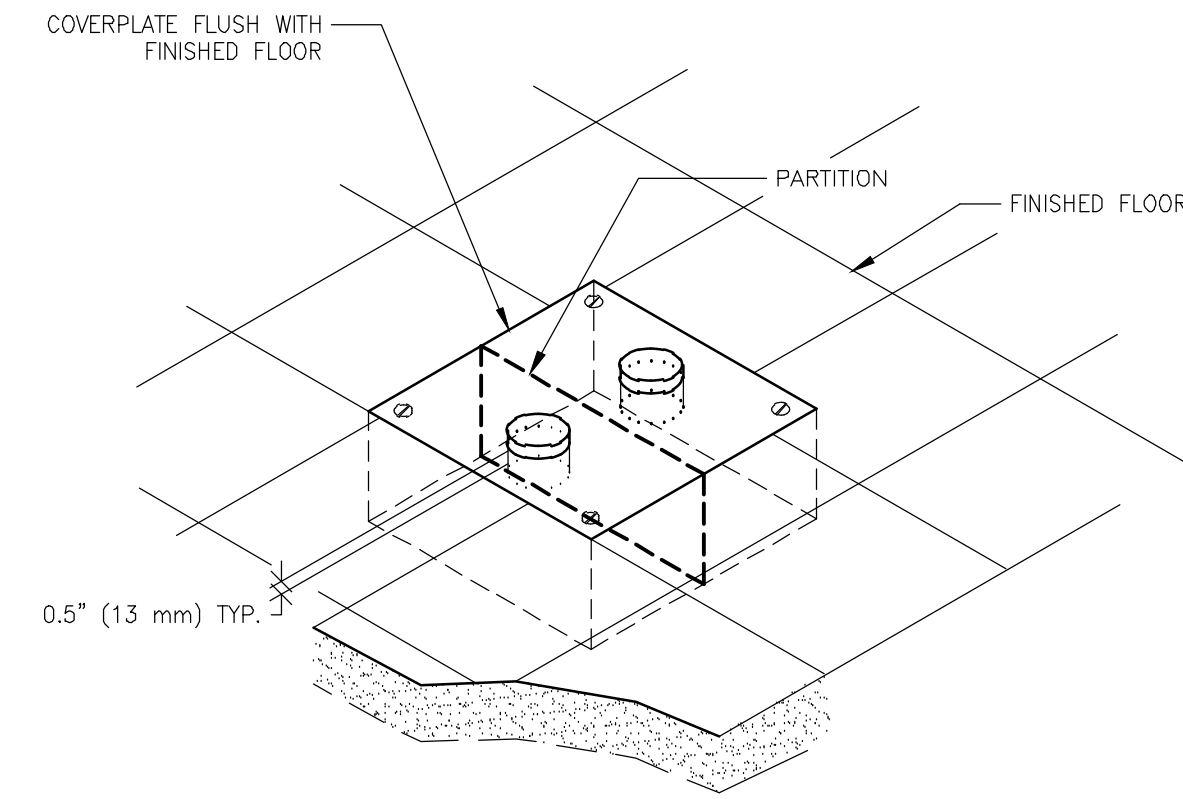 COVERPLATE FLUSH WITH
FINISHED FLOOR
PARTITION
FINISHED FLOOR
0.5" (13 mm) TYP.